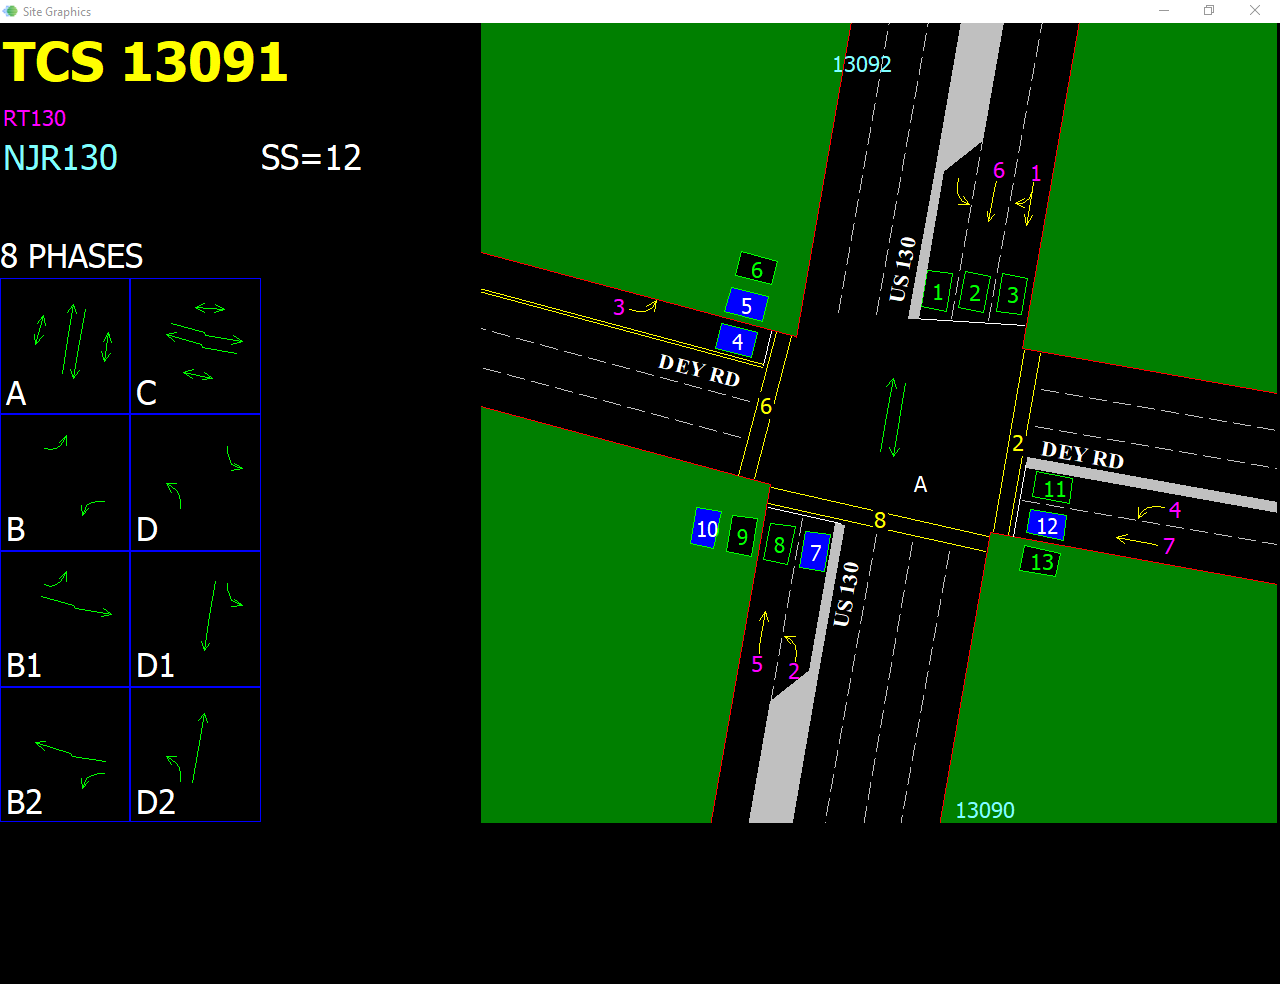 Site Graphics
TCS 13091
RT130
NJR130 SS=12
8 PHASES
A C
B D
B1 D1
B2 D2
13092
6 1
US 130
6
5
4
3
1 2 3
DEY RD
6
2
DEY RD
A
8
10 9 8 7
11
12
13
4
7
US 130
5 2
13090